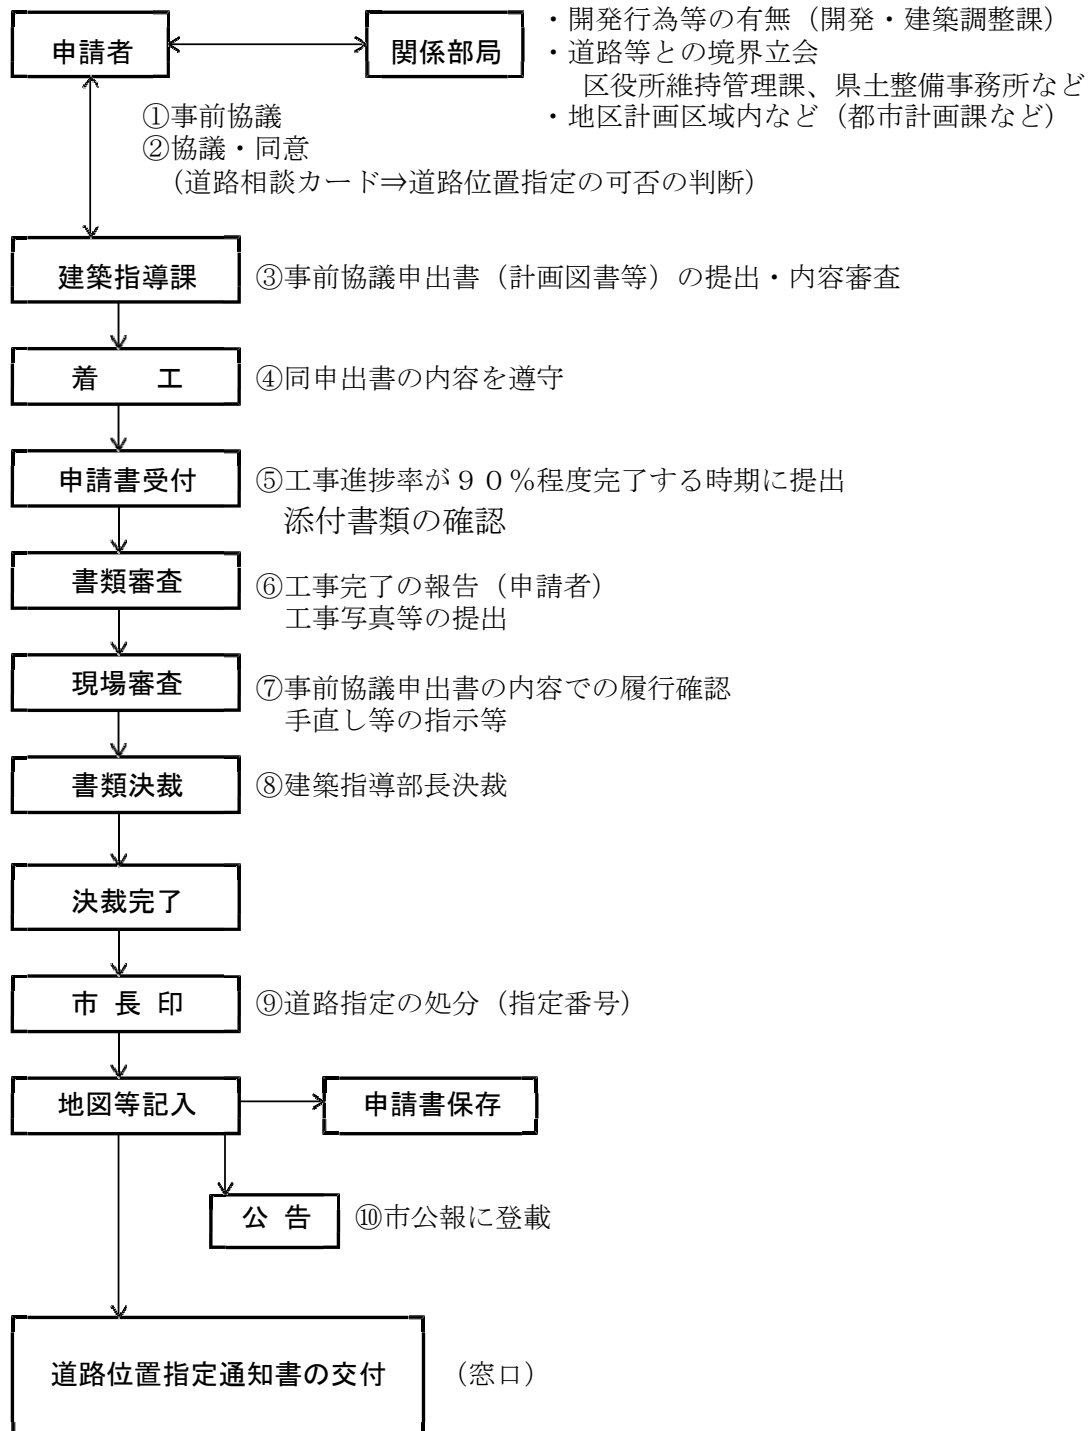 申請者
関係部局
・開発行為等の有無（開発・建築調整課）
・道路等との境界立会
区役所維持管理課、県土整備事務所など
・地区計画区域内など（都市計画課など）
①事前協議
②協議・同意
（道路相談カード⇒道路位置指定の可否の判断）
建築指導課
③事前協議申出書（計画図書等）の提出・内容審査
着　　工
④同申出書の内容を遵守
申請書受付
⑤工事進捗率が９０％程度完了する時期に提出
添付書類の確認
書類審査
⑥工事完了の報告（申請者）
工事写真等の提出
現場審査
⑦事前協議申出書の内容での履行確認
手直し等の指示等
書類決裁
⑧建築指導部長決裁
決裁完了
市 長 印
⑨道路指定の処分（指定番号）
地図等記入
申請書保存
公 告
⑩市公報に登載
道路位置指定通知書の交付
（窓口）